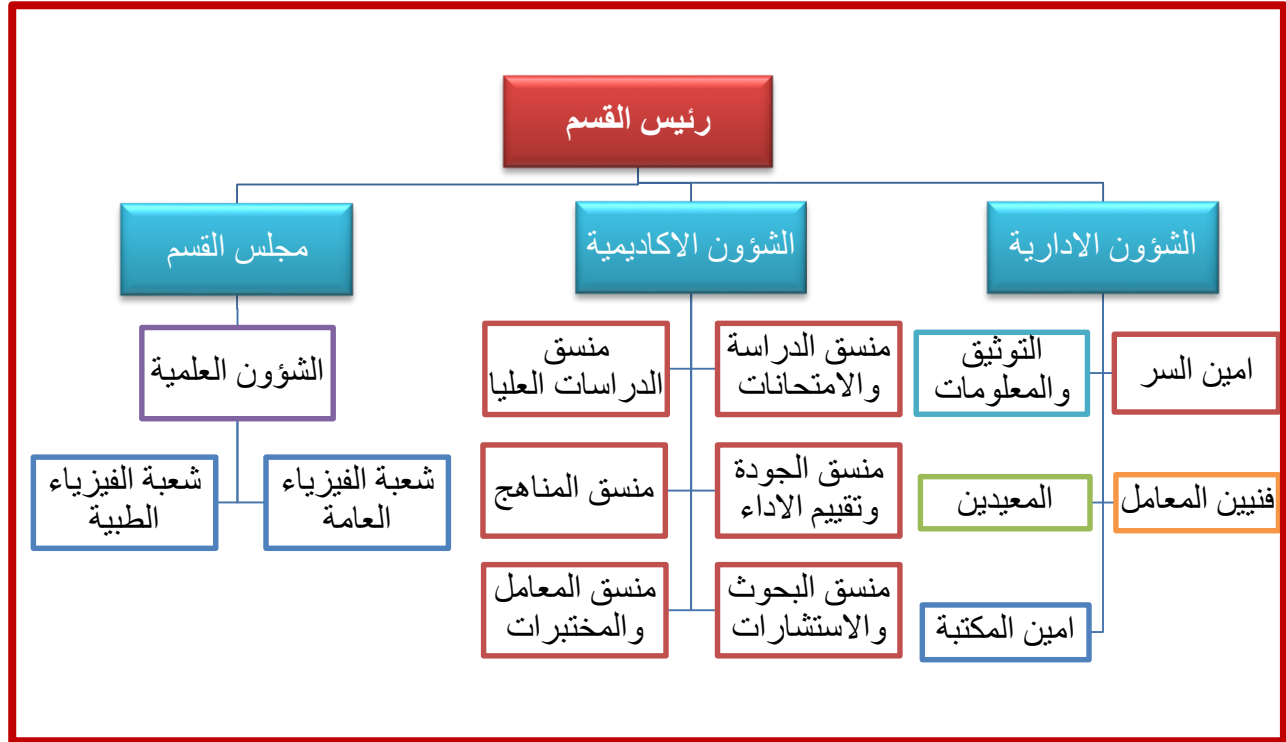 رئيس القسم
الشؤون الادارية
الشؤون الاكاديمية
مجلس القسم
امين السر
التوثيق
والمعلومات
فنيين المعامل
المعيدين
امين المكتبة
منسق الدراسة
والامتحانات
منسق
الدراسات العليا
منسق الجودة
وتقييم الاداء
منسق المناهج
منسق البحوث
والاستشارات
منسق المعامل
والمختبرات
الشؤون العلمية
شعبة الفيزياء
العامة
شعبة الفيزياء
الطبية